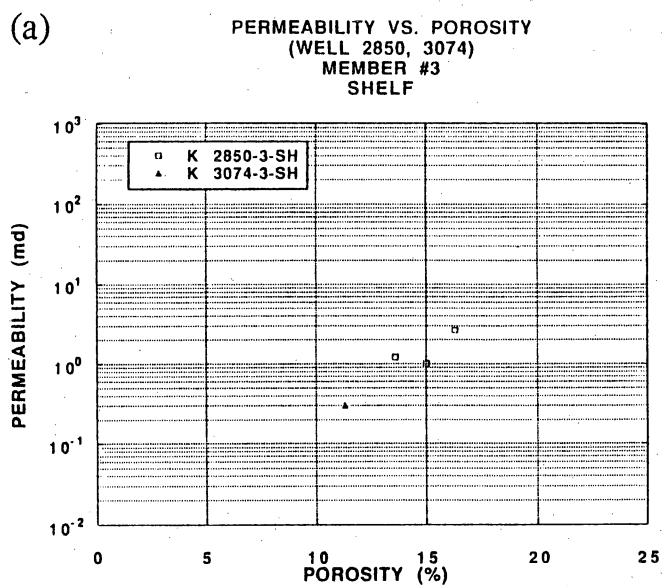 (a)
PERMEABILITY VS. POROSITY
(WELL 2850, 3074)
MEMBER #3
SHELF
10³
K 2850-3-SH
K 3074-3-SH
10²
10¹
10⁰
10⁻¹
10⁻²
PERMEABILITY (md)
0 5 10 15 20 25
POROSITY (%)